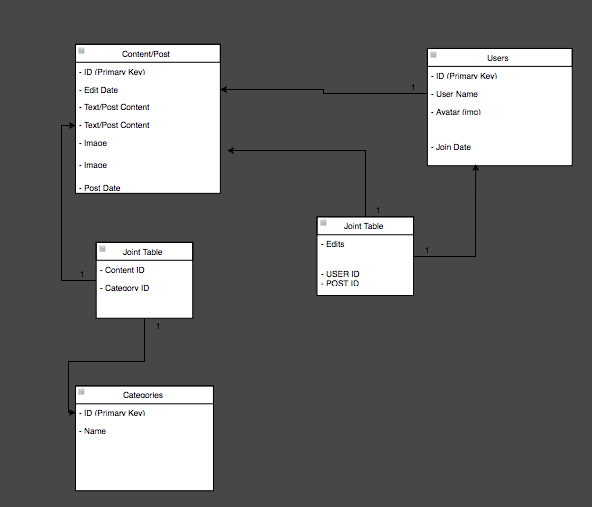 Content/Post
- ID (Primary Key)
- Edit Date
- Text/Post Content
- Text/Post Content
- Image
- Image
- Post Date
Users
- ID (Primary Key)
- User Name
- Avatar (img)
- Join Date
1
1
1
Joint Table
- Edits
- USER ID
- POST ID
Joint Table
- Content ID
- Category ID
1
1
Categories
- ID (Primary Key)
- Name